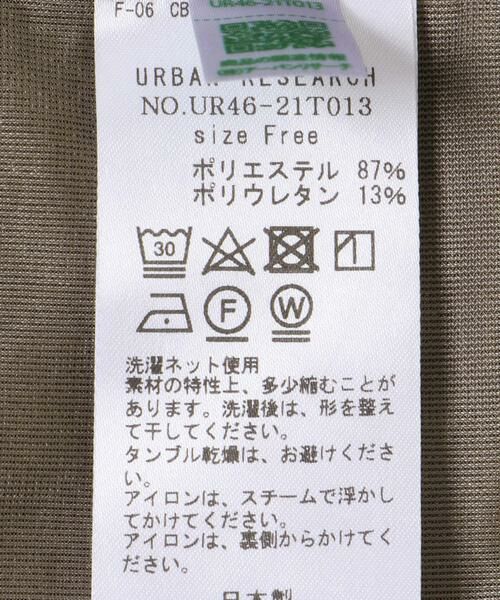 F-06 CB
UR46-21T013
URBAN RESEARCH
NO.UR46-21T013
size Free
ポリエステル 87%
ポリウレタン 13%
30
F
W
洗濯ネット使用
素材の特性上、多少縮むことが
あります。洗濯後は、形を整え
て干してください。
タンブル乾燥は、お避けくださ
い。
アイロンは、スチームで浮かし
てかけてください。
アイロンは、裏側からかけてく
ださい。
日本製